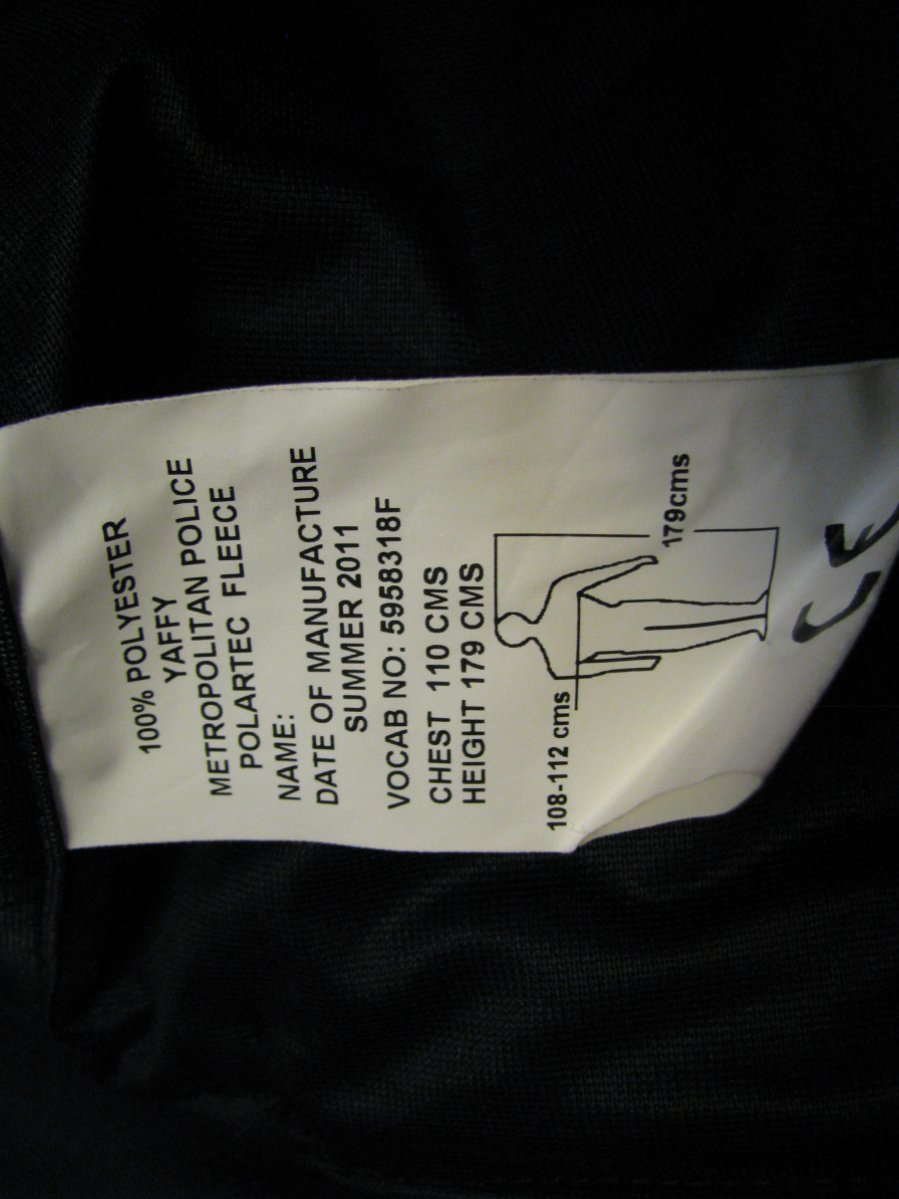 100% POLYESTER
YAFFY
METROPOLITAN POLICE
POLARTEC FLEECE
NAME:
DATE OF MANUFACTURE
SUMMER 2011
VOCAB NO: 5958318F
CHEST 110 CMS
HEIGHT 179 CMS
108-112 cms
179cms
CE